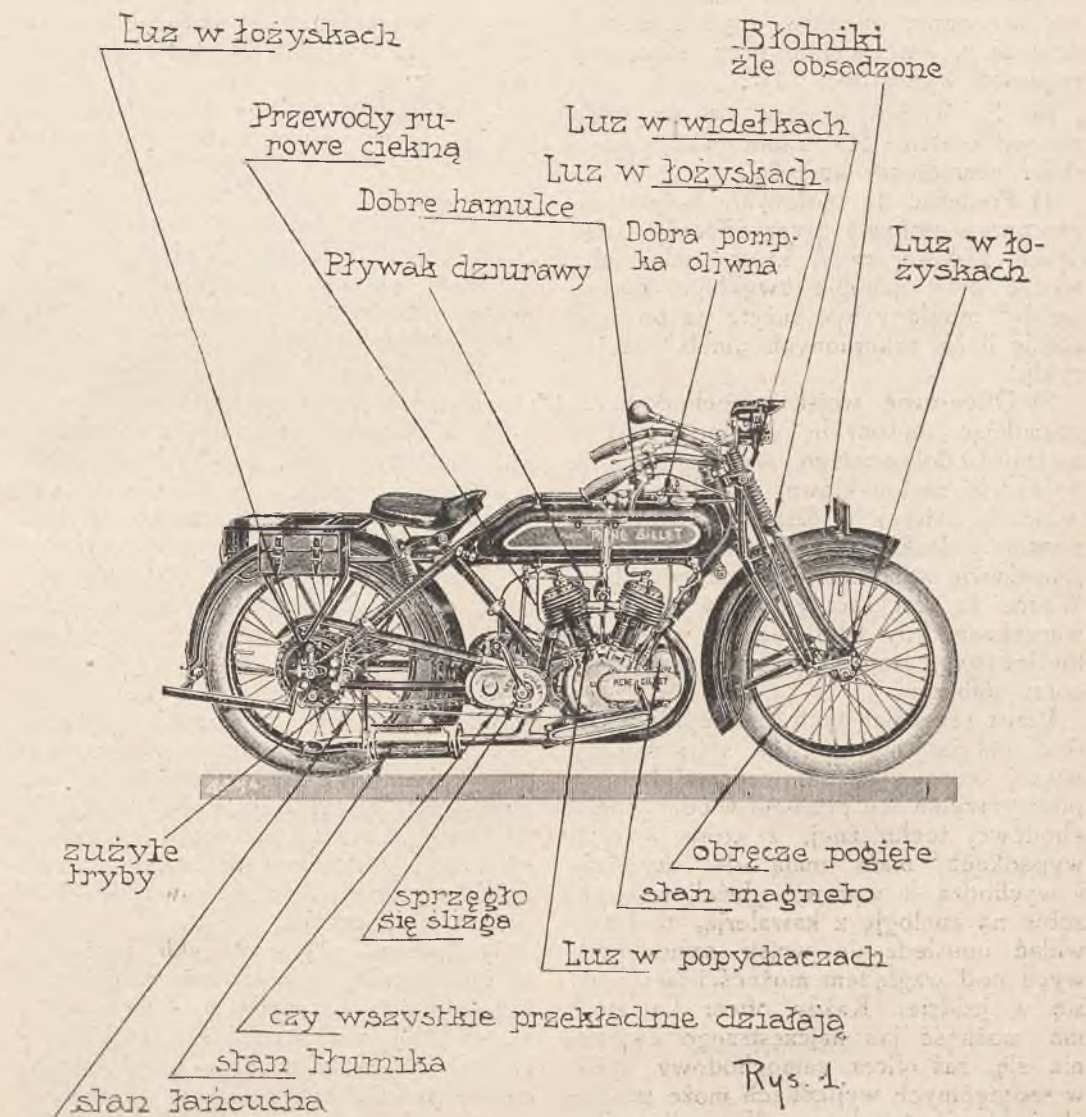 Luz w łożyskach
Błotniki
źle obsadzone
Przewody ru-
rowe ciekną
Luz w widełkach
Luz w łożyskach
Dobre hamulce
Dobra pomp-
ka oliwna
Luz w ło-
zyskach
Pływak dziurawy
RENÉ GILLET
RENE GILLET
zużyte
tryby
obręcze pogięte
sprzęgło
się ślizga
stan magneto
Luz w popychaczach
czy wszystkie przekładnie działają
stan tłumika
stan łańcucha
Rys. 1.